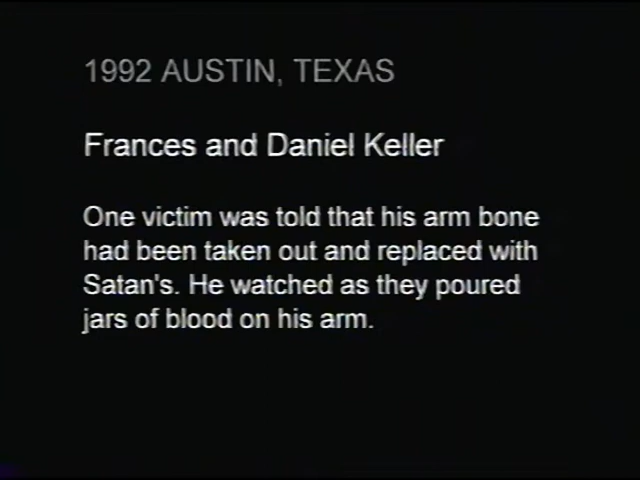 1992 AUSTIN, TEXAS
Frances and Daniel Keller
One victim was told that his arm bone
had been taken out and replaced with
Satan's. He watched as they poured
jars of blood on his arm.